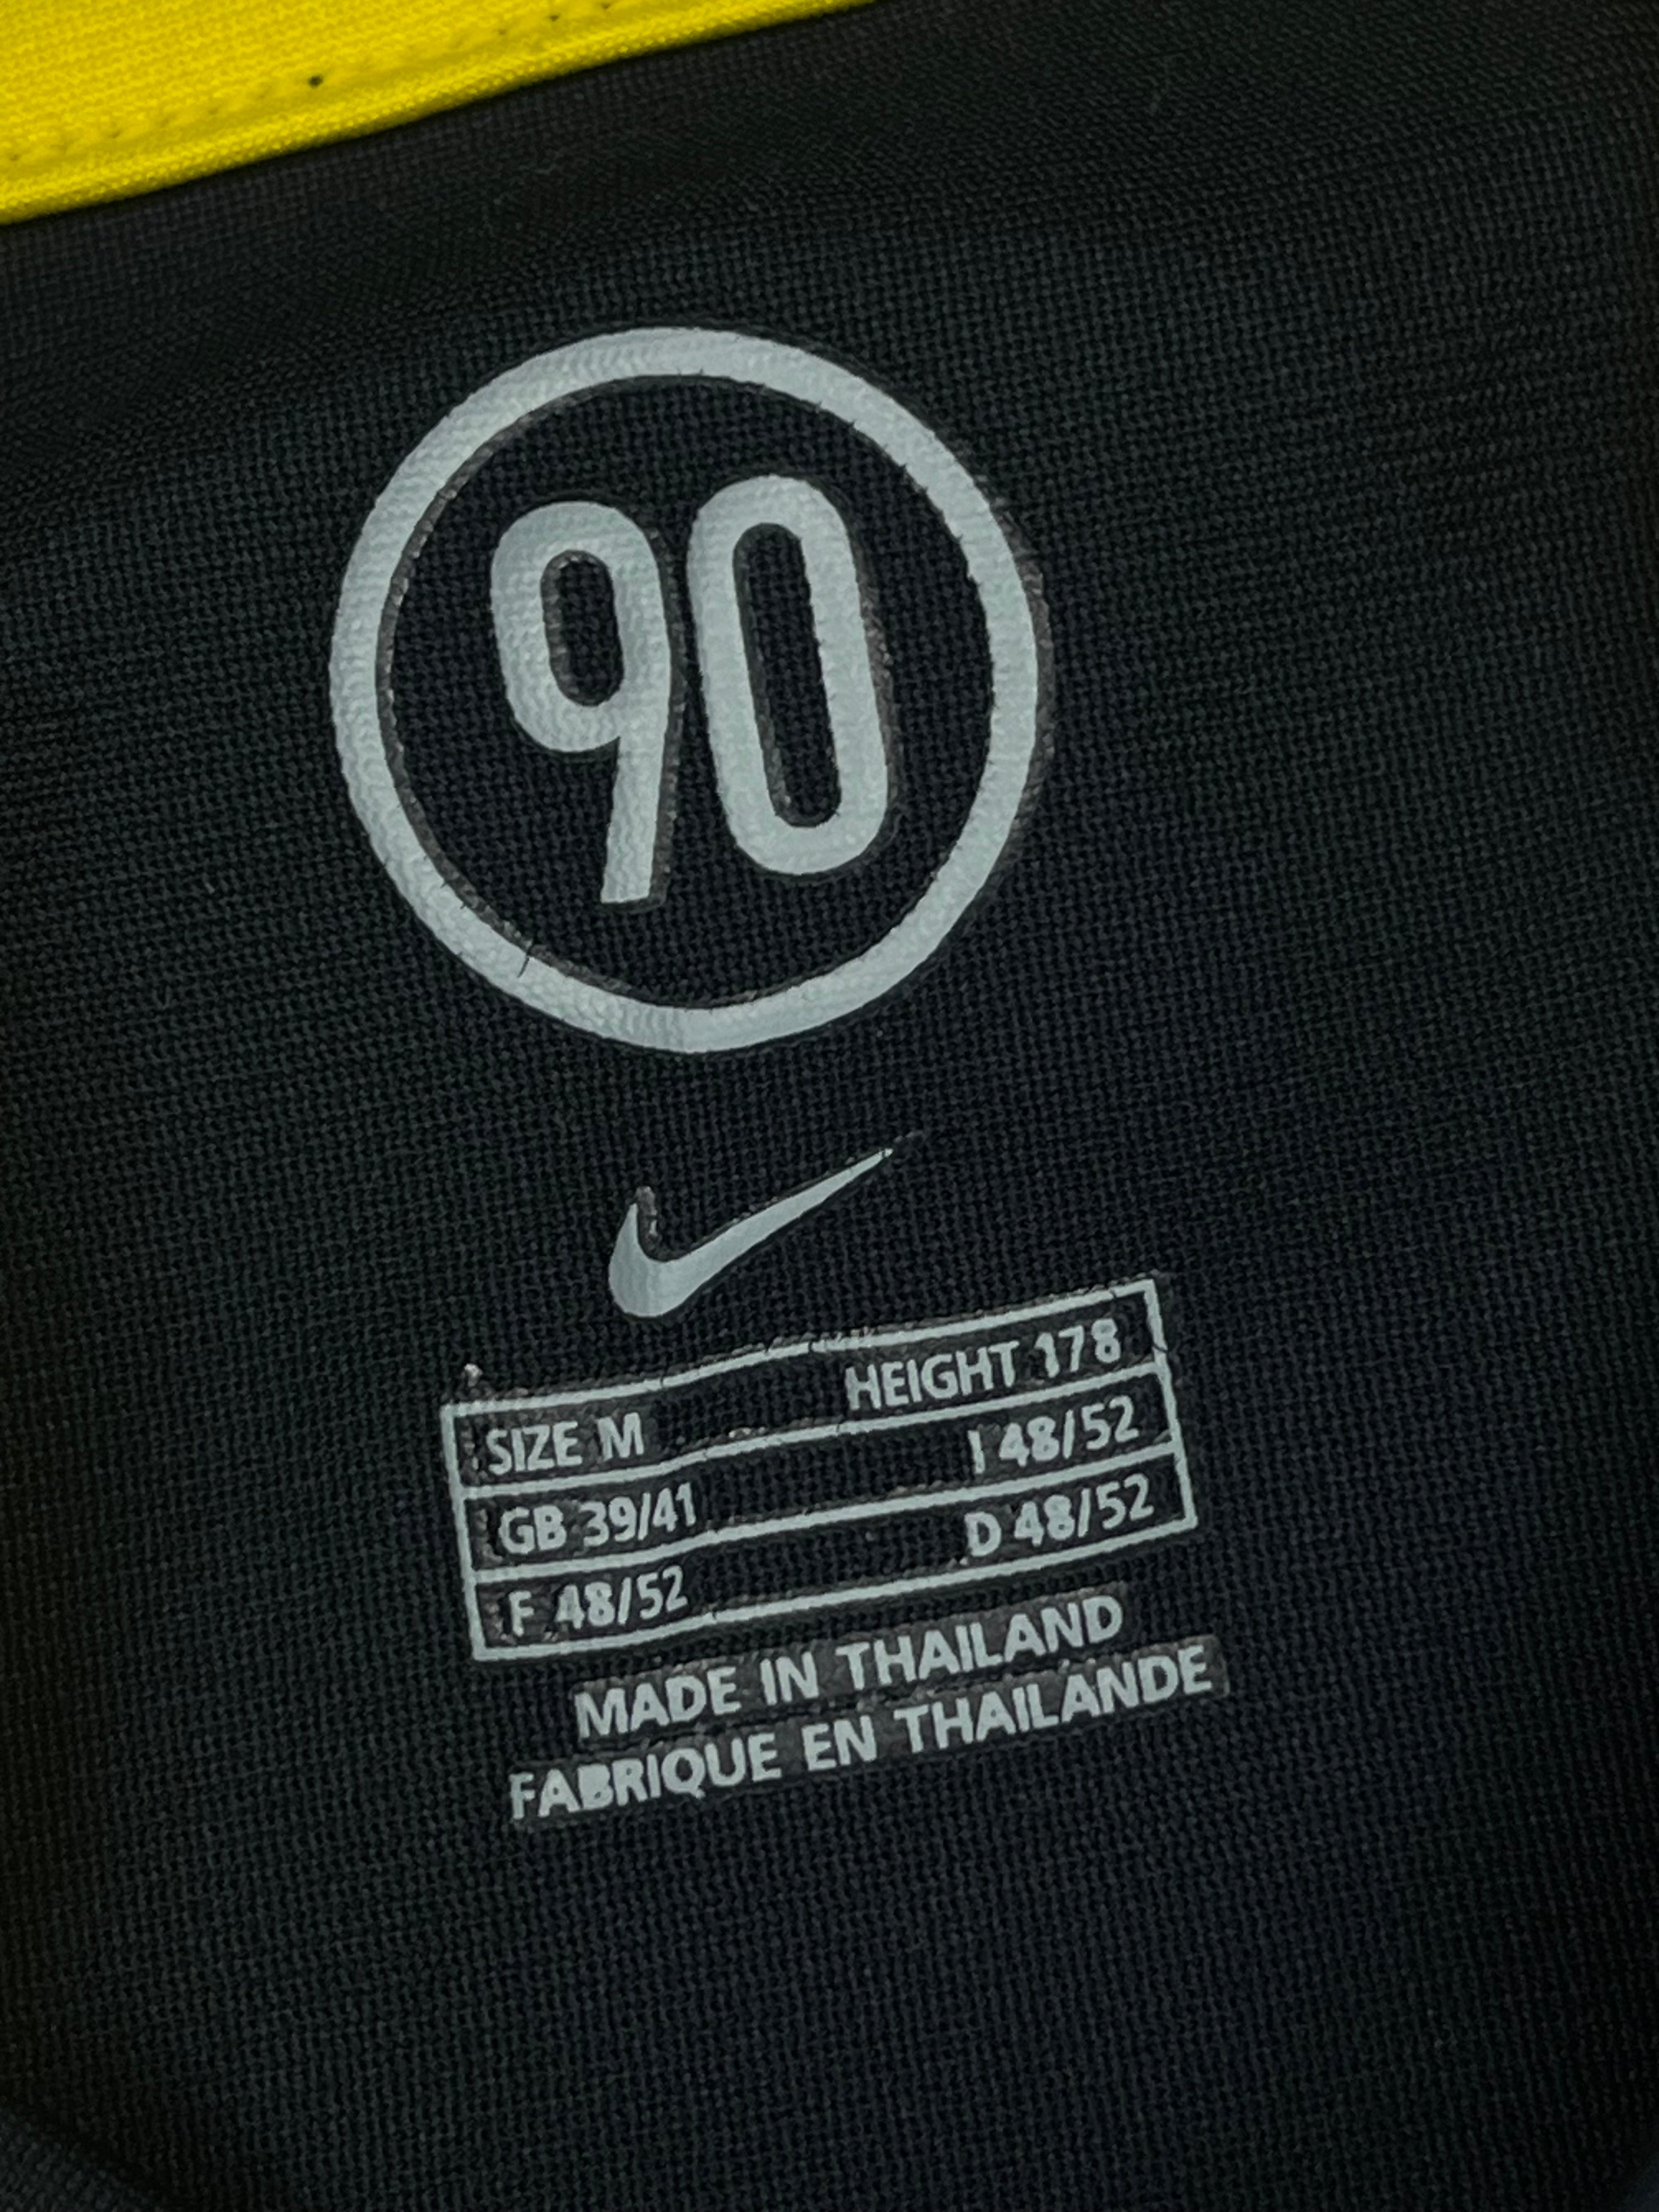 90
SIZE M HEIGHT 178
GB 39/41 I 48/52
F 48/52 D 48/52
MADE IN THAILAND
FABRIQUE EN THAILANDE